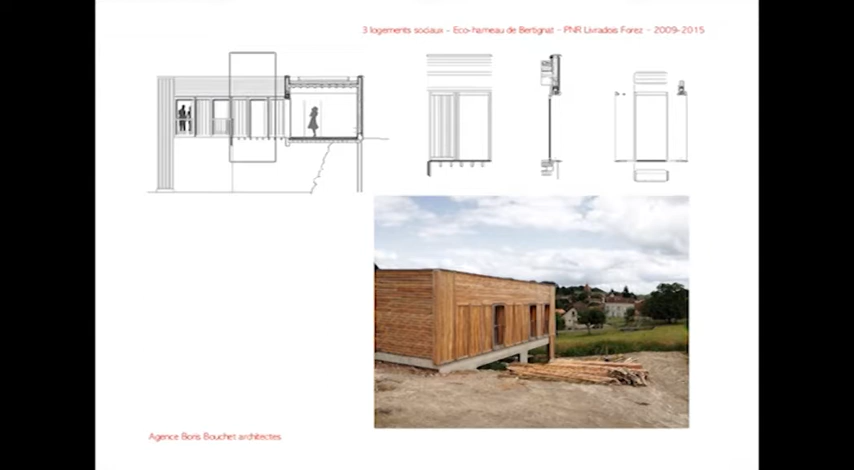 3 logements sociaux - Eco-hameau de Bertignat - PNR Livradois Forez - 2009-2015
Agence Boris Bouchet architectes